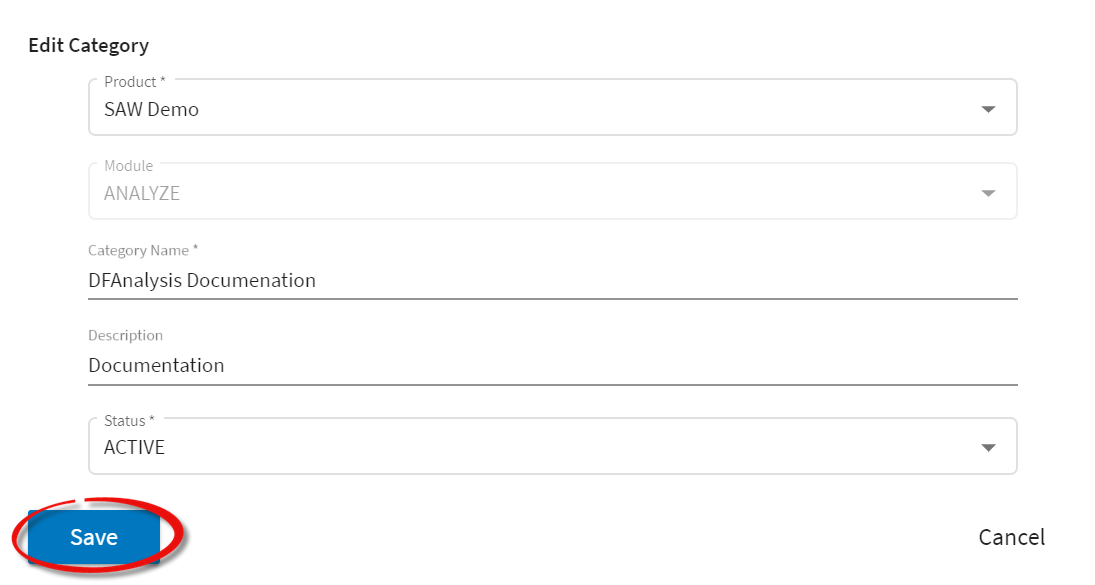 Edit Category
Product *
SAW Demo
Module
ANALYZE
Category Name *
DFAnalysis Documenation
Description
Documentation
Status *
ACTIVE
Save
Cancel